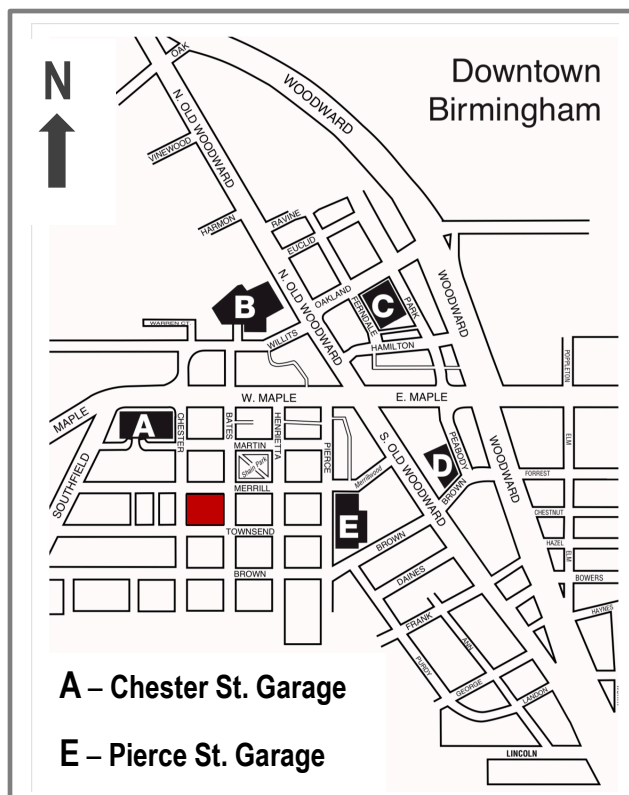 N
Downtown
Birmingham
OAK
WOODWARD
N. OLD WOODWARD
VINEWOOD
HARMON
RAVINE
EUCLID
N. OLD WOODWARD
OAKLAND
B
C
FERNDALE
PARK
WOODWARD
WARREN CT.
WILLITS
HAMILTON
POPPLETON
W. MAPLE
E. MAPLE
MAPLE
A
CHESTER
BATES
HENRIETTA
MARTIN
PIERCE
S. OLD WOODWARD
PEABODY
WOODWARD
ELM
Shain Park
Merrillwood
D
SOUTHFIELD
MERRILL
BROWN
FORREST
CHESTNUT
E
TOWNSEND
BROWN
HAZEL
ELM
BROWN
DAINES
BOWERS
HAYNES
FRANK
ANN
PURDY
GEORGE
LANDON
LINCOLN
A – Chester St. Garage
E – Pierce St. Garage